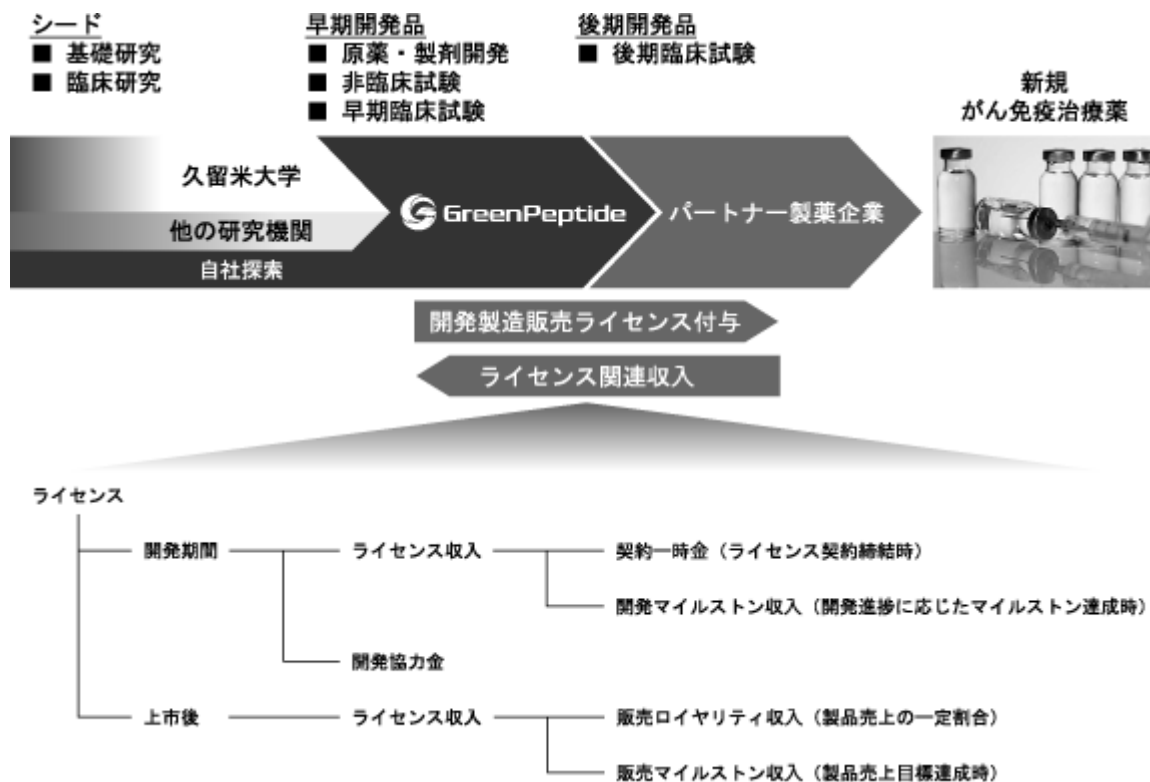 シード
■ 基礎研究
■ 臨床研究
早期開発品
■ 原薬・製剤開発
■ 非臨床試験
■ 早期臨床試験
後期開発品
■ 後期臨床試験
新規
がん免疫治療薬
久留米大学
他の研究機関
自社探索
GreenPeptide
パートナー製薬企業
開発製造販売ライセンス付与
ライセンス関連収入
ライセンス
開発期間
ライセンス収入
契約一時金（ライセンス契約締結時）
開発マイルストン収入（開発進捗に応じたマイルストン達成時）
開発協力金
上市後
ライセンス収入
販売ロイヤリティ収入（製品売上の一定割合）
販売マイルストン収入（製品売上目標達成時）